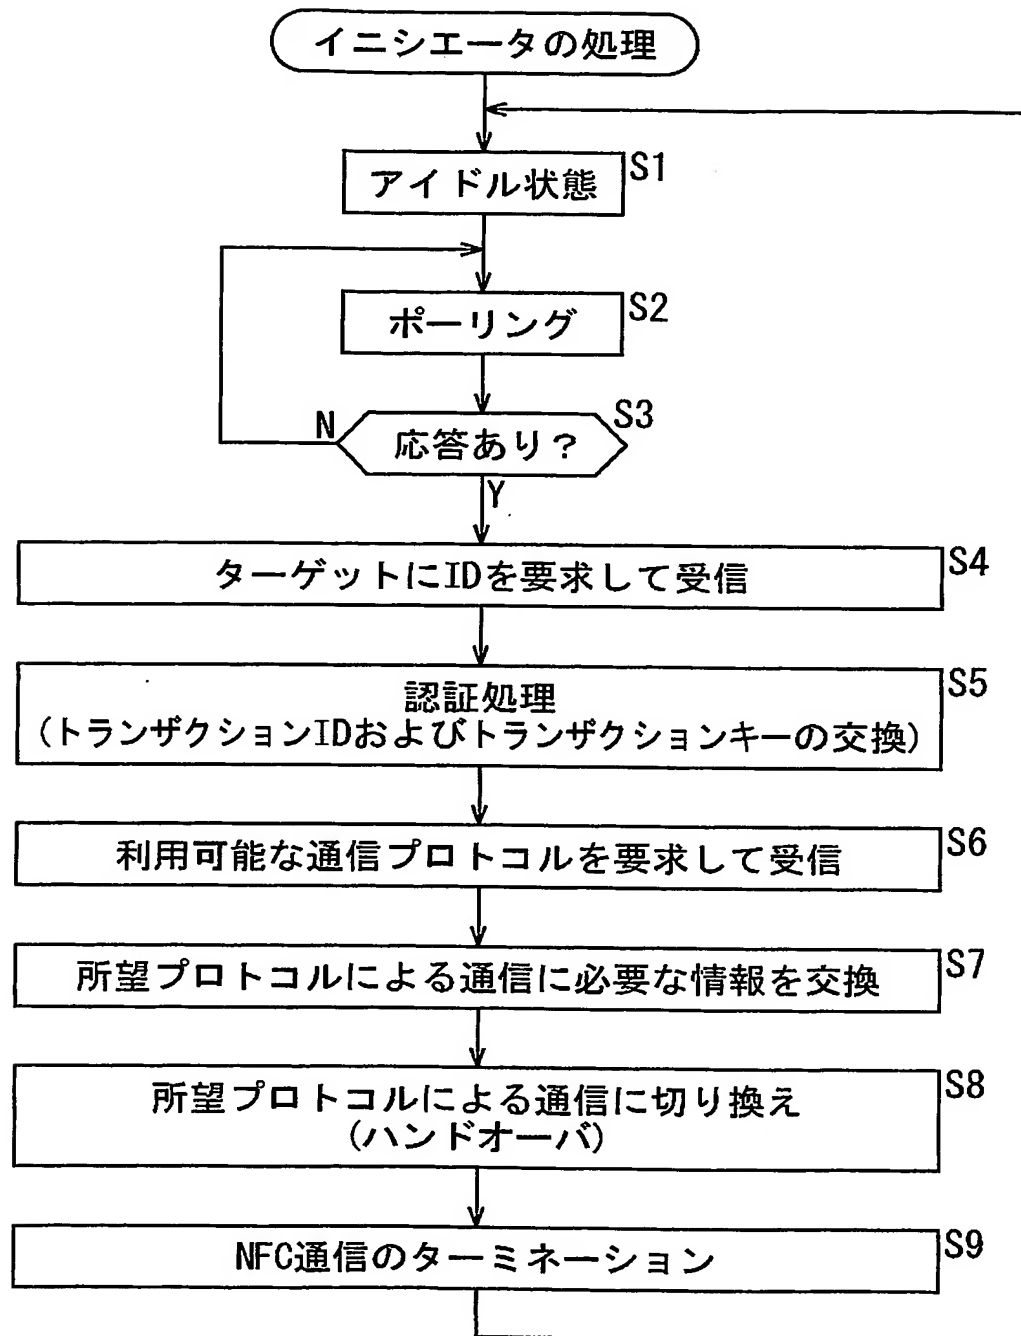 イニシエータの処理
アイドル状態
S1
ポーリング
S2
応答あり?
S3
N
Y
ターゲットにIDを要求して受信
S4
認証処理
(トランザクションIDおよびトランザクションキーの交換)
S5
利用可能な通信プロトコルを要求して受信
S6
所望プロトコルによる通信に必要な情報を交換
S7
所望プロトコルによる通信に切り換え
(ハンドオーバ)
S8
NFC通信のターミネーション
S9